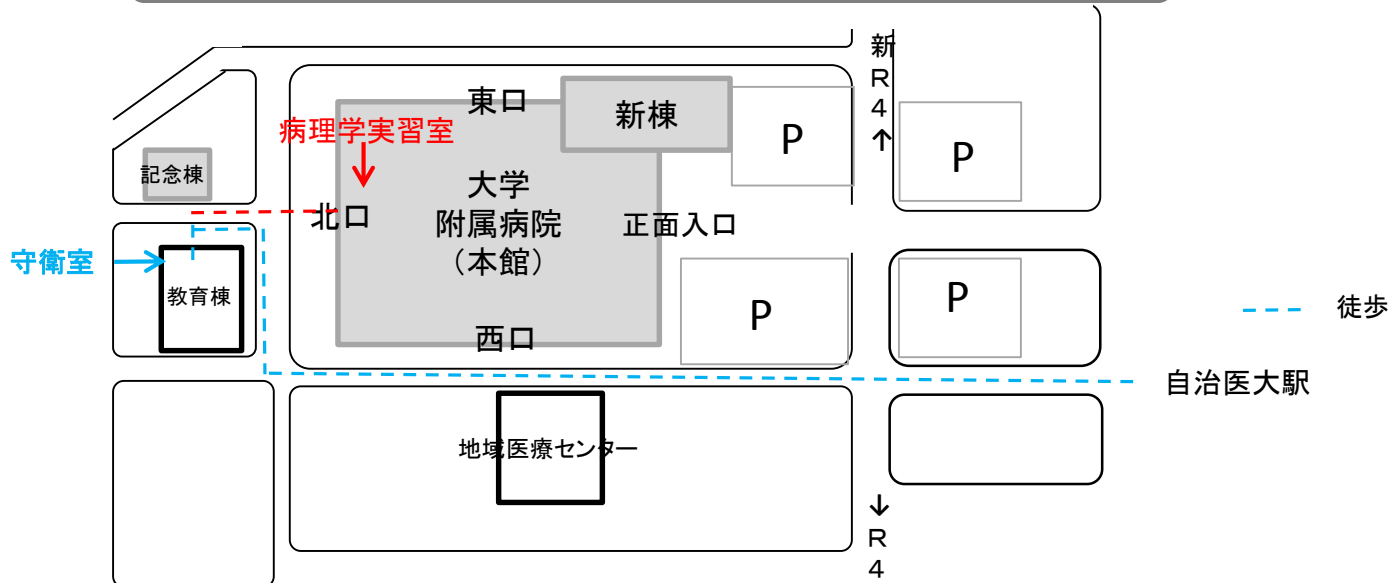 新R4↑
東口
新棟
P
P
病理学実習室
記念棟
大学
附属病院
（本館）
北口
正面入口
守衛室
教育棟
P
P
徒歩
西口
自治医大駅
地域医療センター
↓R4